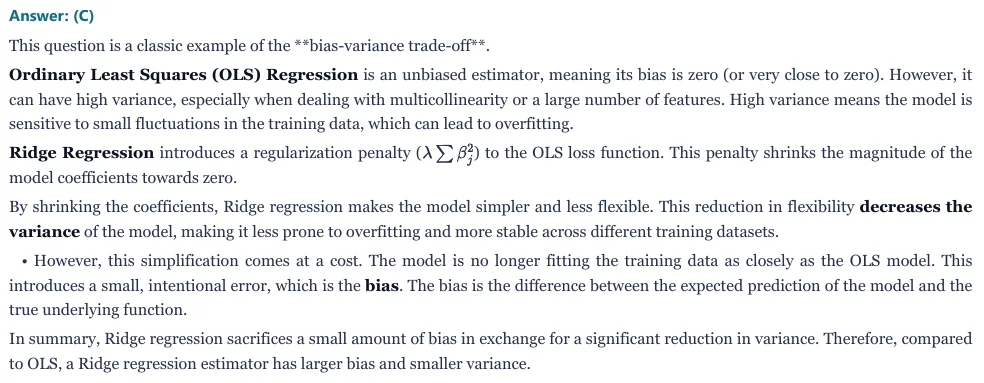 Answer: (C)
This question is a classic example of the **bias-variance trade-off**.
Ordinary Least Squares (OLS) Regression is an unbiased estimator, meaning its bias is zero (or very close to zero). However, it
can have high variance, especially when dealing with multicollinearity or a large number of features. High variance means the model is
sensitive to small fluctuations in the training data, which can lead to overfitting.
Ridge Regression introduces a regularization penalty (λ∑β_j^2) to the OLS loss function. This penalty shrinks the magnitude of the
model coefficients towards zero.
By shrinking the coefficients, Ridge regression makes the model simpler and less flexible. This reduction in flexibility decreases the
variance of the model, making it less prone to overfitting and more stable across different training datasets.
• However, this simplification comes at a cost. The model is no longer fitting the training data as closely as the OLS model. This
introduces a small, intentional error, which is the bias. The bias is the difference between the expected prediction of the model and the
true underlying function.
In summary, Ridge regression sacrifices a small amount of bias in exchange for a significant reduction in variance. Therefore, compared
to OLS, a Ridge regression estimator has larger bias and smaller variance.